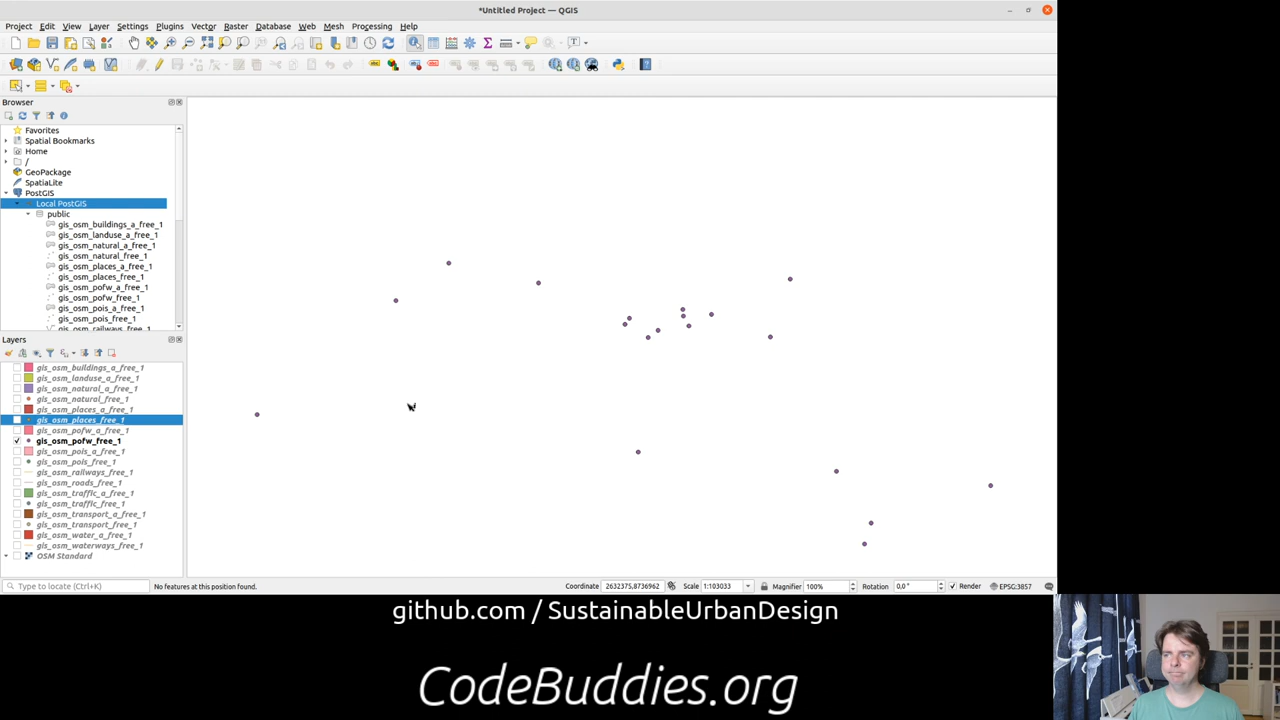 *Untitled Project — QGIS
Project Edit View Layer Settings Plugins Vector Raster Database Web Mesh Processing Help
Browser
Favorites
Spatial Bookmarks
Home
/
GeoPackage
SpatiaLite
PostGIS
Local PostGIS
public
gis_osm_buildings_a_free_1
gis_osm_landuse_a_free_1
gis_osm_natural_a_free_1
gis_osm_natural_free_1
gis_osm_places_a_free_1
gis_osm_places_free_1
gis_osm_pofw_a_free_1
gis_osm_pofw_free_1
gis_osm_pois_a_free_1
gis_osm_pois_free_1
gis_osm_railways_free_1
Layers
gis_osm_buildings_a_free_1
gis_osm_landuse_a_free_1
gis_osm_natural_a_free_1
gis_osm_natural_free_1
gis_osm_places_a_free_1
gis_osm_places_free_1
gis_osm_pofw_a_free_1
gis_osm_pofw_free_1
gis_osm_pois_a_free_1
gis_osm_pois_free_1
gis_osm_railways_free_1
gis_osm_roads_free_1
gis_osm_traffic_a_free_1
gis_osm_traffic_free_1
gis_osm_transport_a_free_1
gis_osm_transport_free_1
gis_osm_water_a_free_1
gis_osm_waterways_free_1
OSM Standard
Type to locate (Ctrl+K) No features at this position found. Coordinate 2632375,8736962 Scale 1:103033 Magnifier 100% Rotation 0,0 ° Render EPSG:3857
github.com / SustainableUrbanDesign
CodeBuddies.org